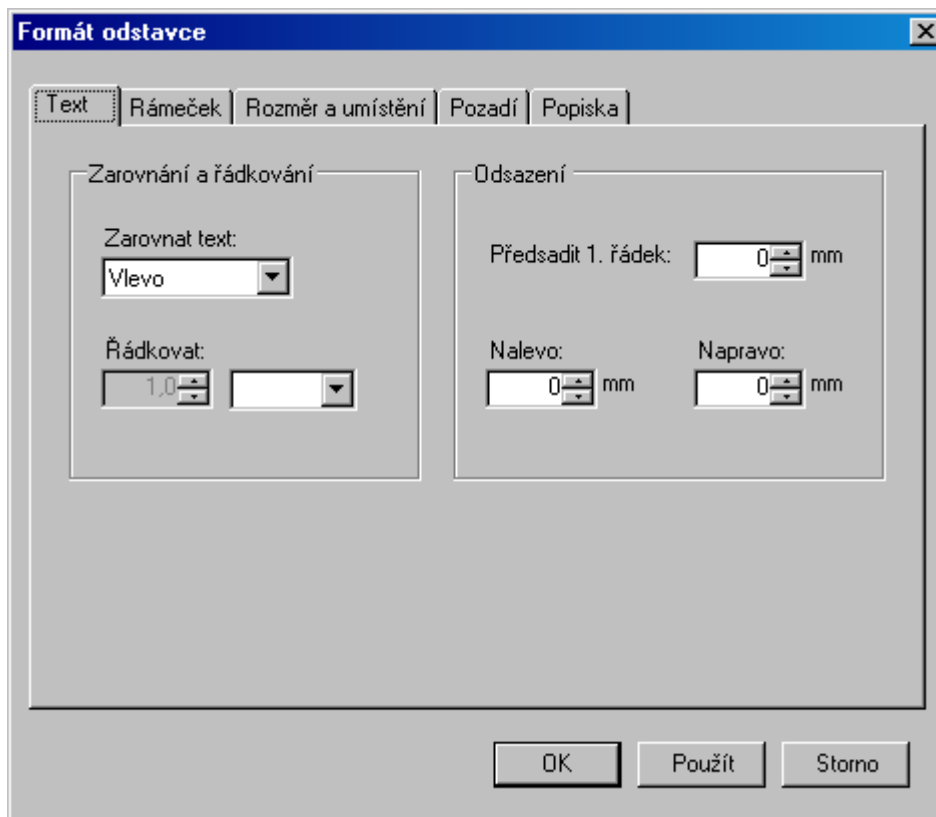 Formát odstavce
Text Rámeček Rozměr a umístění Pozadí Popiska
Zarovnání a řádkování
Zarovnat text:
Vlevo
Řádkovat:
1,0
Odsazení
Předsadit 1. řádek: 0 mm
Nalevo: Napravo:
0 mm 0 mm
OK Použít Storno